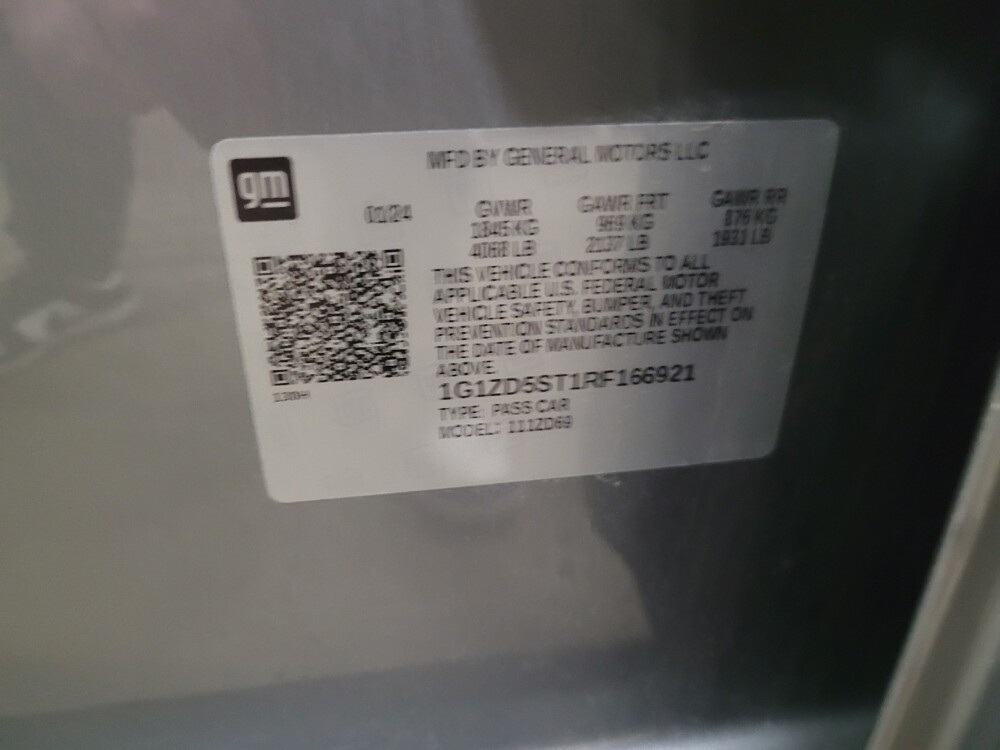 gm
MFD BY GENERAL MOTORS LLC
01/24
GVWR GAWR FRT GAWR RR
1845 KG 969 KG 876 KG
4068 LB 2137 LB 1931 LB
THIS VEHICLE CONFORMS TO ALL
APPLICABLE U.S. FEDERAL MOTOR
VEHICLE SAFETY, BUMPER, AND THEFT
PREVENTION STANDARDS IN EFFECT ON
THE DATE OF MANUFACTURE SHOWN
ABOVE.
1G1ZD5ST1RF166921
TYPE: PASS CAR
MODEL: 111ZD69